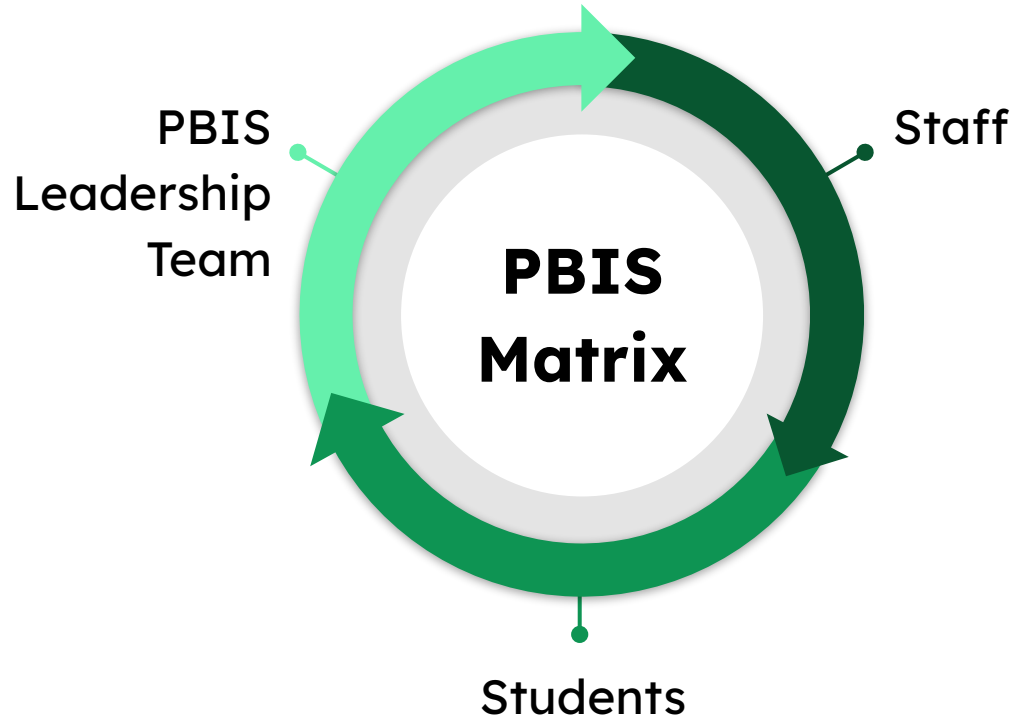 PBIS
Leadership
Team
Staff
PBIS
Matrix
Students